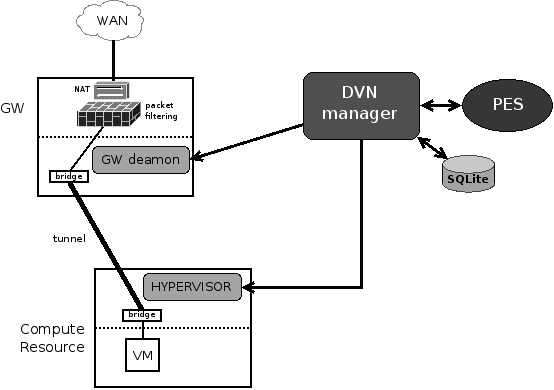 WAN
NAT
packet
filtering
GW
GW deamon
bridge
DVN
manager
PES
SQLite
tunnel
HYPERVISOR
bridge
Compute
Resource
VM